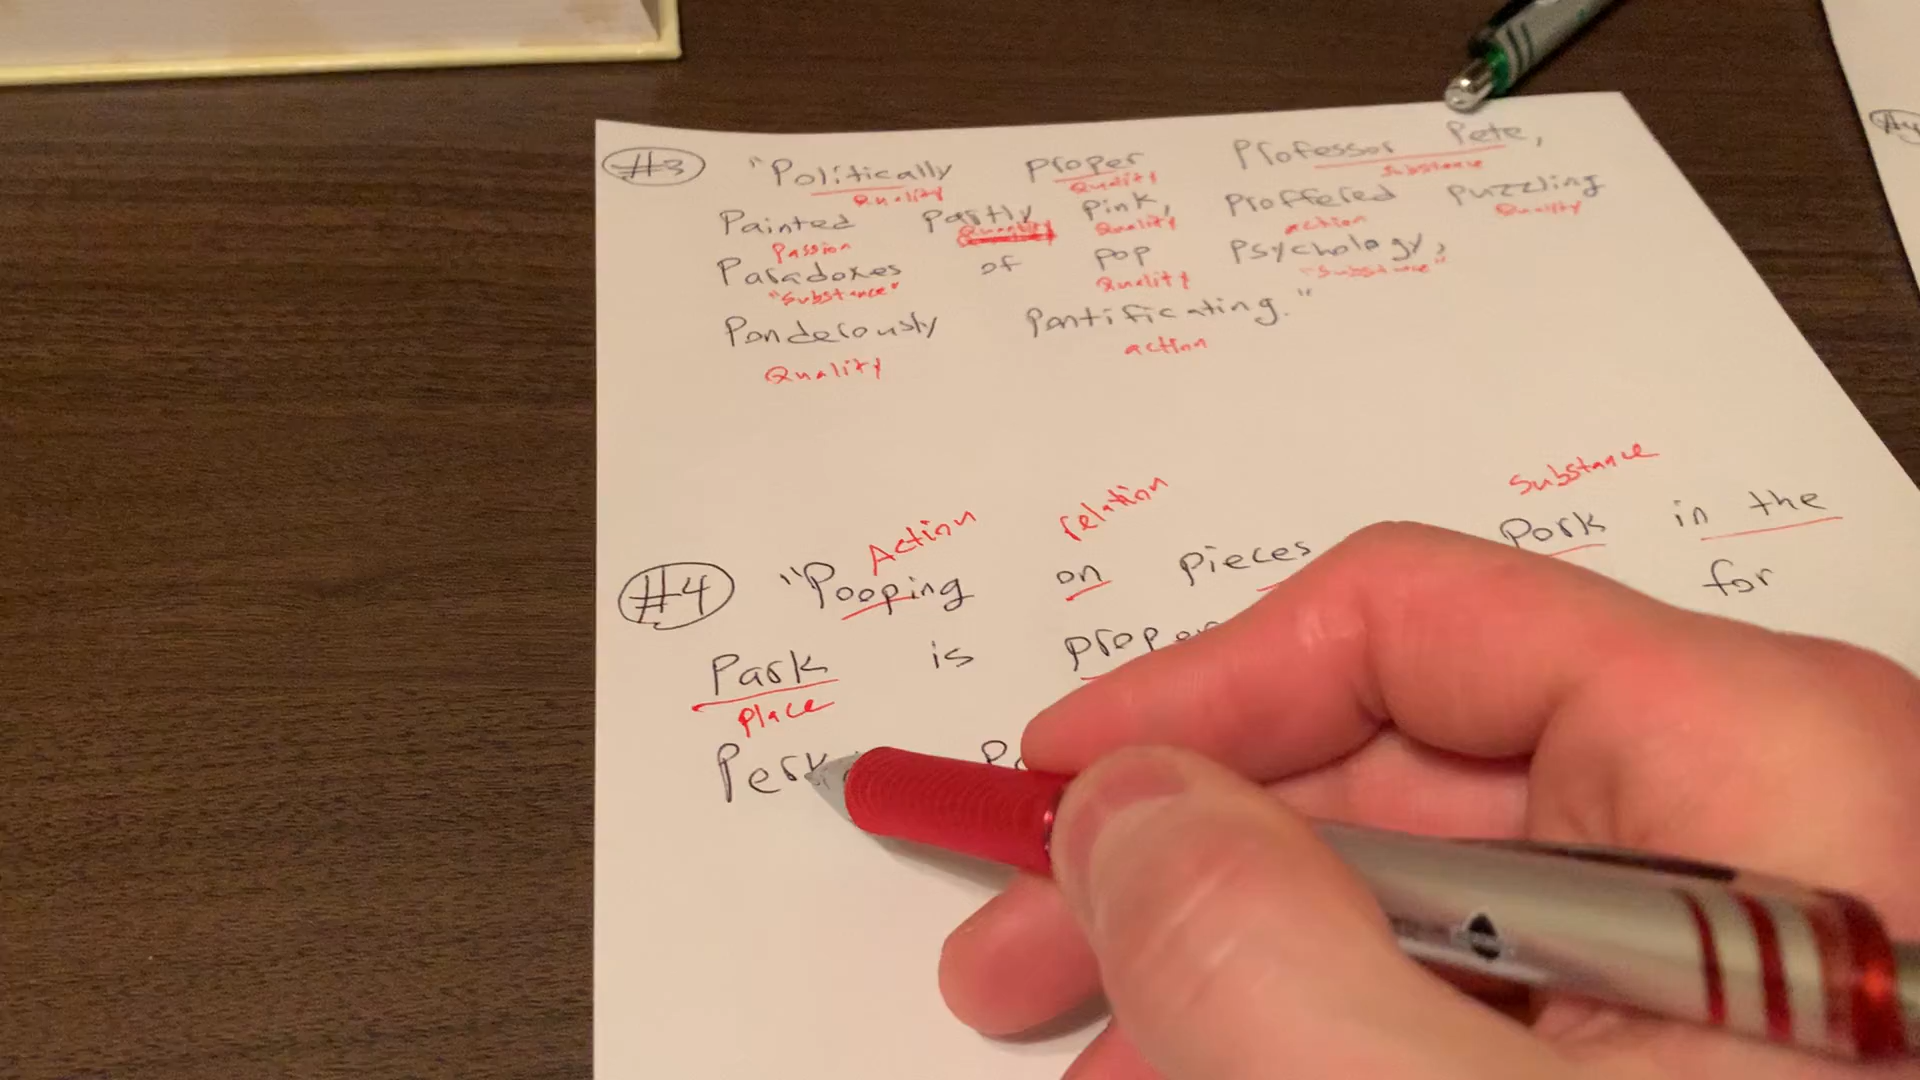 #3 "Politically proper Professor Pete,
Quality Quality Substance
Painted partly pink, proffered puzzling
Passion Quality action Quality
Paradoxes of pop psychology,
"Substance" Quality "Substance"
Ponderously pontificating."
Quality action
Action relation Substance
#4 "Pooping on pieces Pork in the
Park is proper for
place